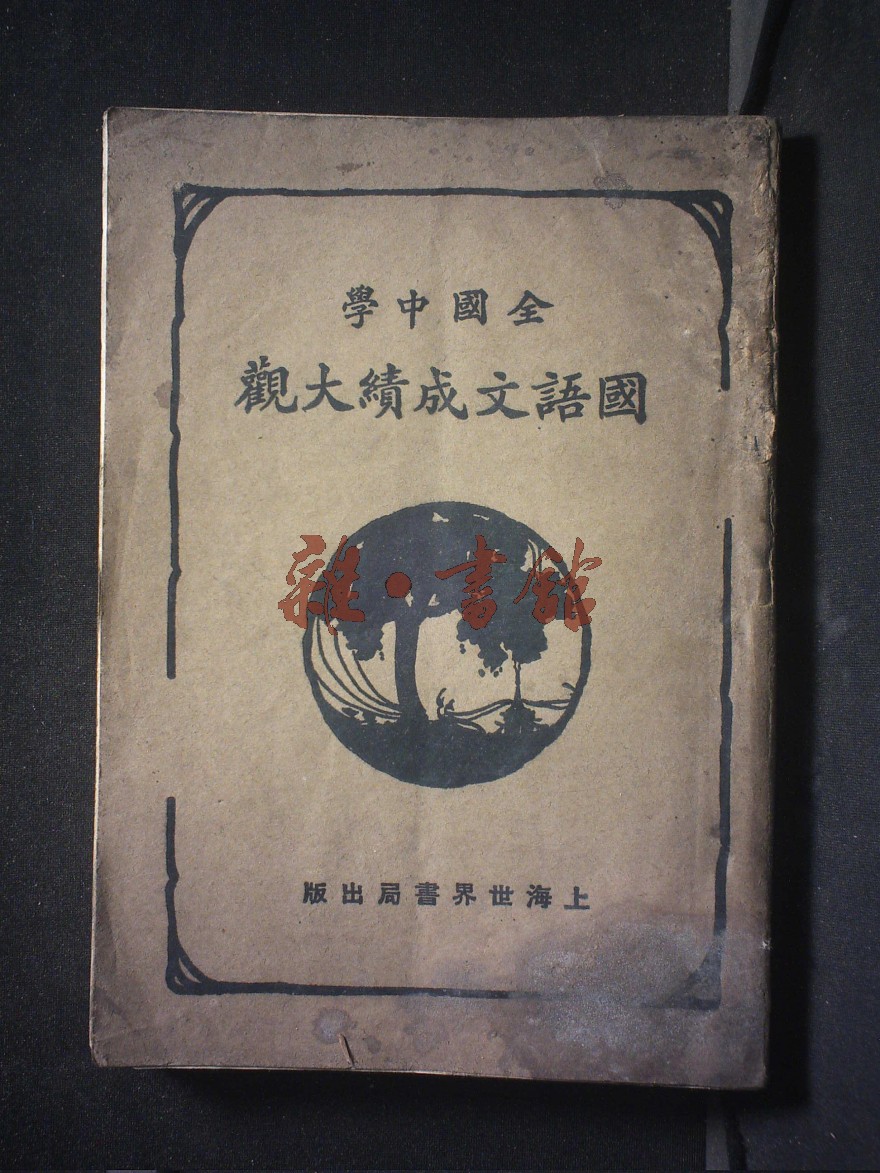 全國中學
國語文成績大觀
雜·書館
上海世界書局出版